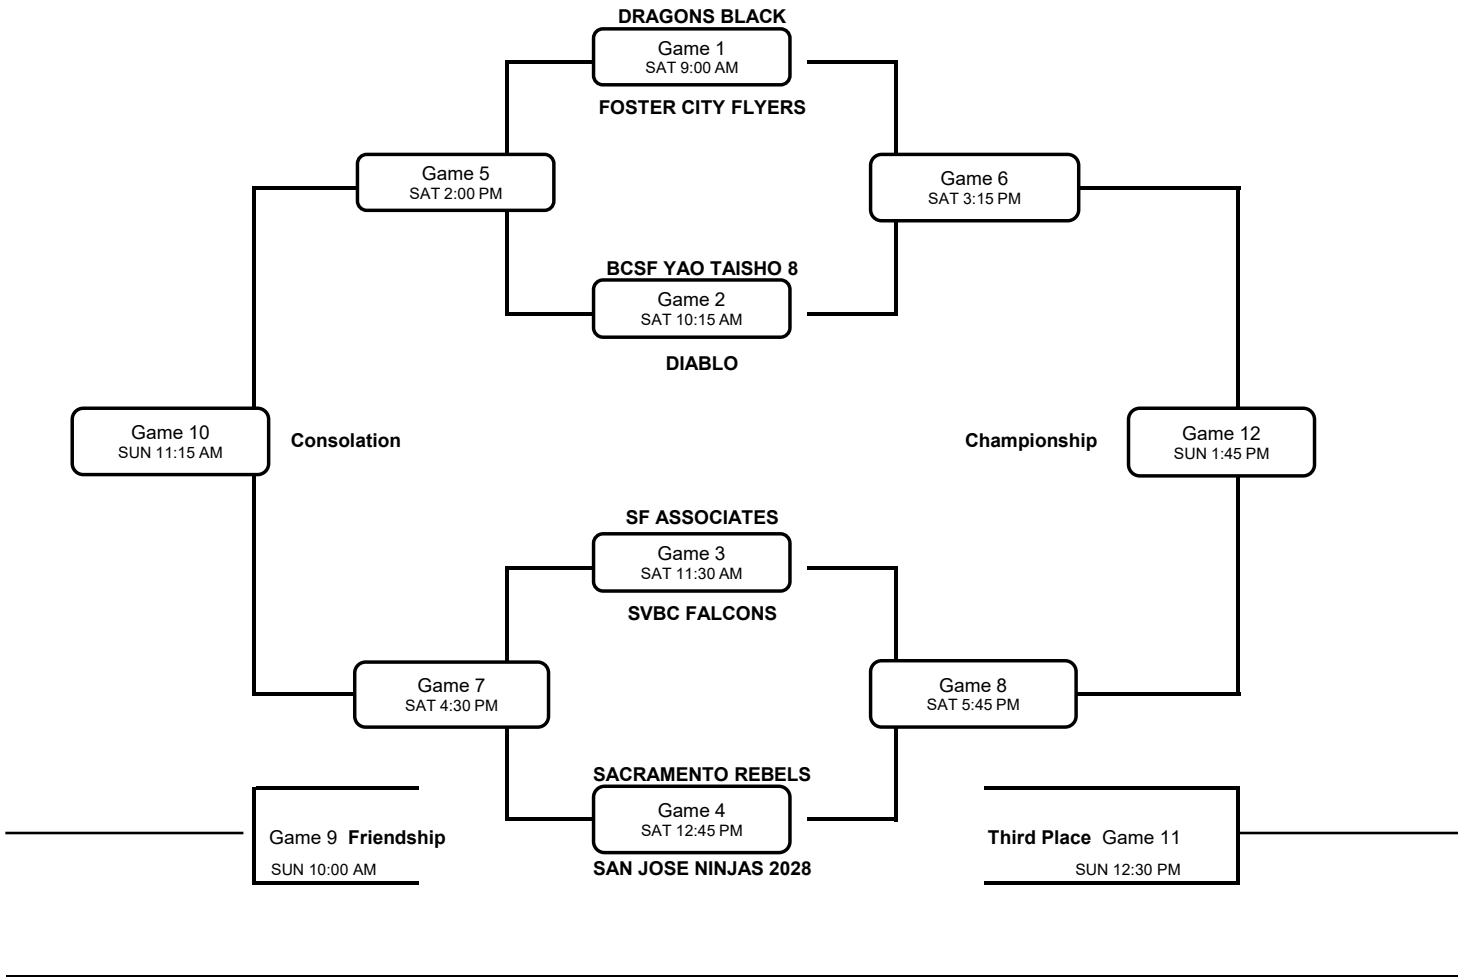 DRAGONS BLACK
Game 1
SAT 9:00 AM
FOSTER CITY FLYERS
Game 5
SAT 2:00 PM
Game 6
SAT 3:15 PM
BCSF YAO TAISHO 8
Game 2
SAT 10:15 AM
DIABLO
Game 10
SUN 11:15 AM
Consolation
Championship
Game 12
SUN 1:45 PM
SF ASSOCIATES
Game 3
SAT 11:30 AM
SVBC FALCONS
Game 7
SAT 4:30 PM
Game 8
SAT 5:45 PM
SACRAMENTO REBELS
Game 4
SAT 12:45 PM
SAN JOSE NINJAS 2028
Game 9 Friendship
SUN 10:00 AM
Third Place Game 11
SUN 12:30 PM